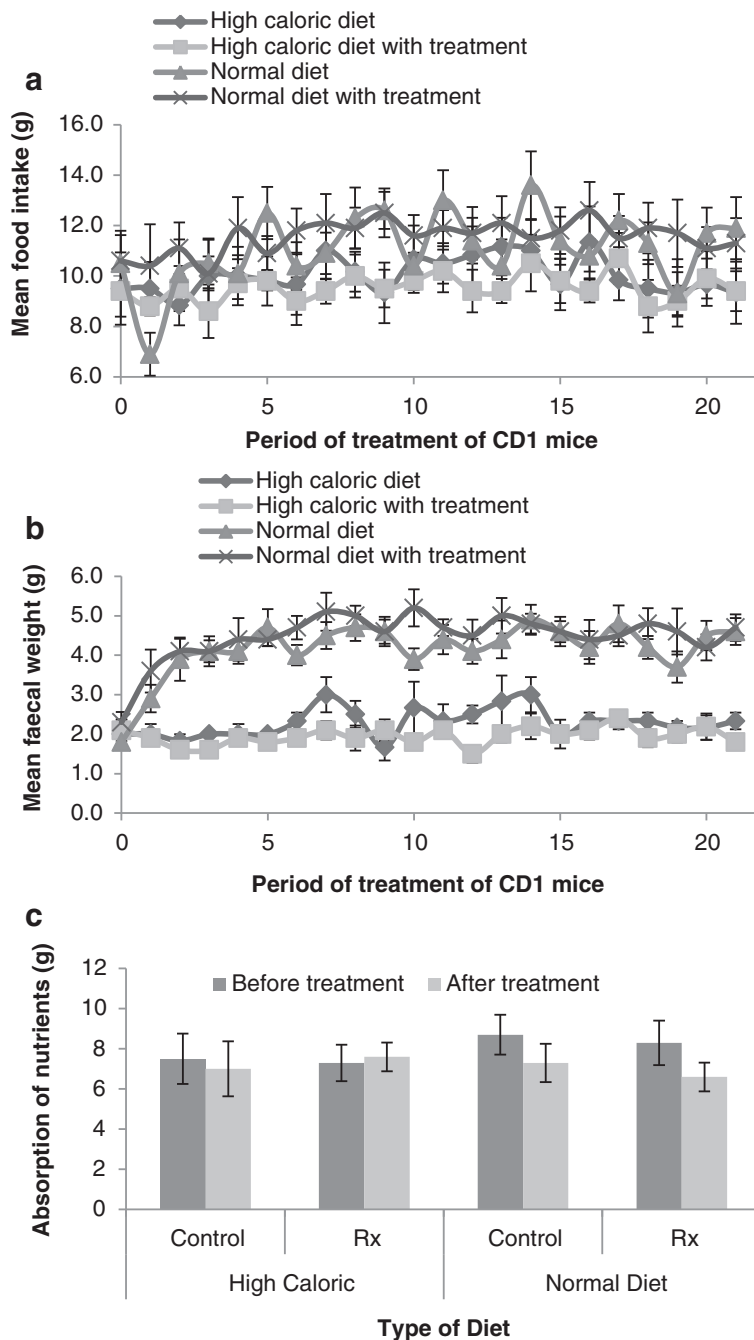 a
High caloric diet
High caloric diet with treatment
Normal diet
Normal diet with treatment
Mean food intake (g)
16.0
14.0
12.0
10.0
8.0
6.0
0 5 10 15 20
Period of treatment of CD1 mice
b
High caloric diet
High caloric with treatment
Normal diet
Normal diet with treatment
Mean faecal weight (g)
6.0
5.0
4.0
3.0
2.0
1.0
0.0
0 5 10 15 20
Period of treatment of CD1 mice
c
Absorption of nutrients (g)
Before treatment After treatment
12
10
8
6
4
2
0
Control Rx Control Rx
High Caloric Normal Diet
Type of Diet